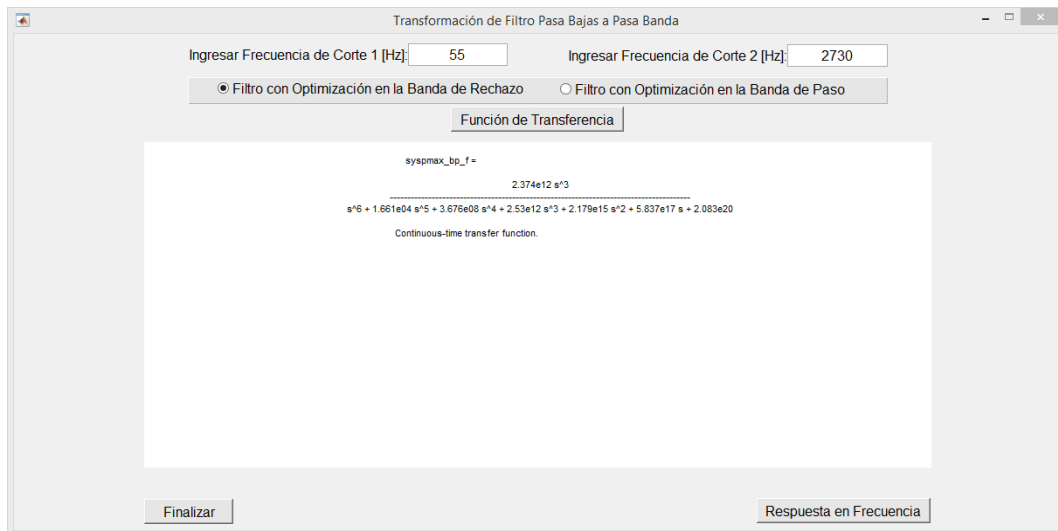 Transformación de Filtro Pasa Bajas a Pasa Banda
Ingresar Frecuencia de Corte 1 [Hz]: 55 Ingresar Frecuencia de Corte 2 [Hz]: 2730
Filtro con Optimización en la Banda de Rechazo Filtro con Optimización en la Banda de Paso
Función de Transferencia
syspmax_bp_f =
2.374e12 s^3
s^6 + 1.661e04 s^5 + 3.676e08 s^4 + 2.53e12 s^3 + 2.179e15 s^2 + 5.837e17 s + 2.083e20
Continuous-time transfer function.
Finalizar Respuesta en Frecuencia